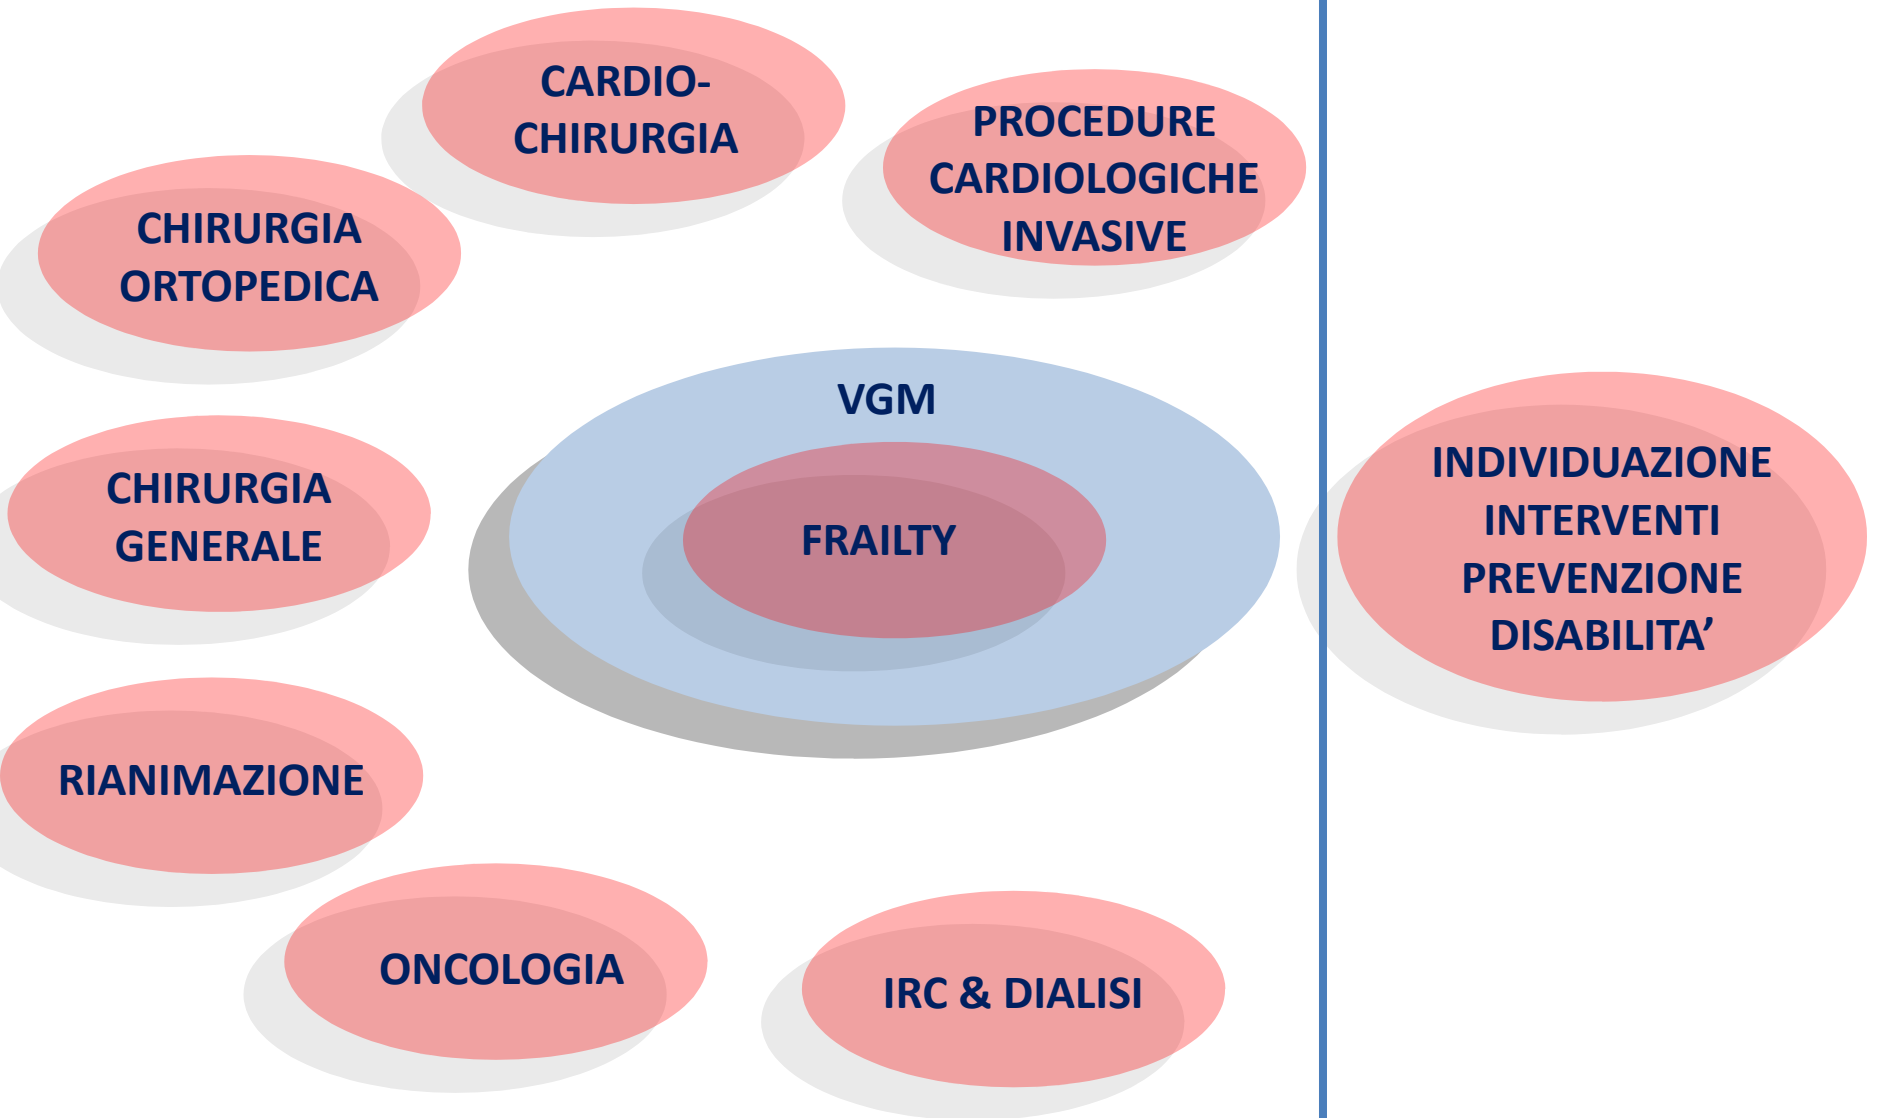 CARDIO-
CHIRURGIA
PROCEDURE
CARDIOLOGICHE
INVASIVE
CHIRURGIA
ORTOPEDICA
VGM
FRAILTY
CHIRURGIA
GENERALE
INDIVIDUAZIONE
INTERVENTI
PREVENZIONE
DISABILITA’
RIANIMAZIONE
ONCOLOGIA
IRC & DIALISI